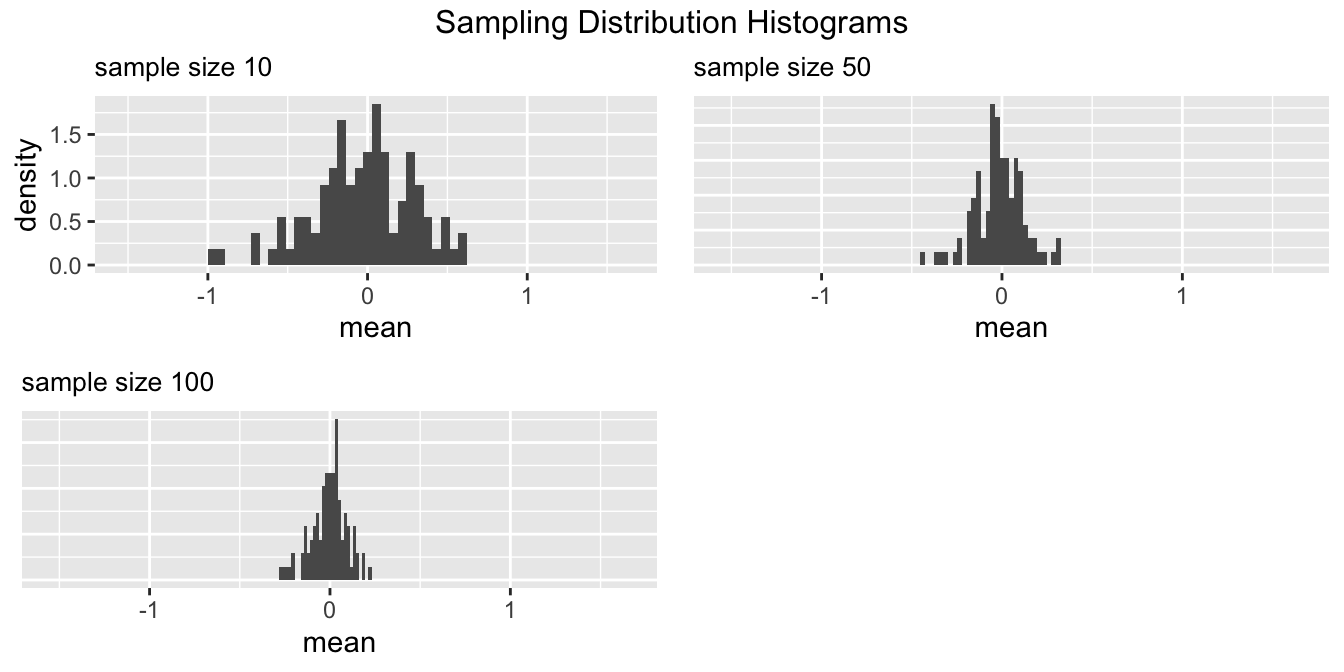 Sampling Distribution Histograms
sample size 10
density
1.5
1.0
0.5
0.0
-1 0 1
mean
sample size 50
-1 0 1
mean
sample size 100
-1 0 1
mean